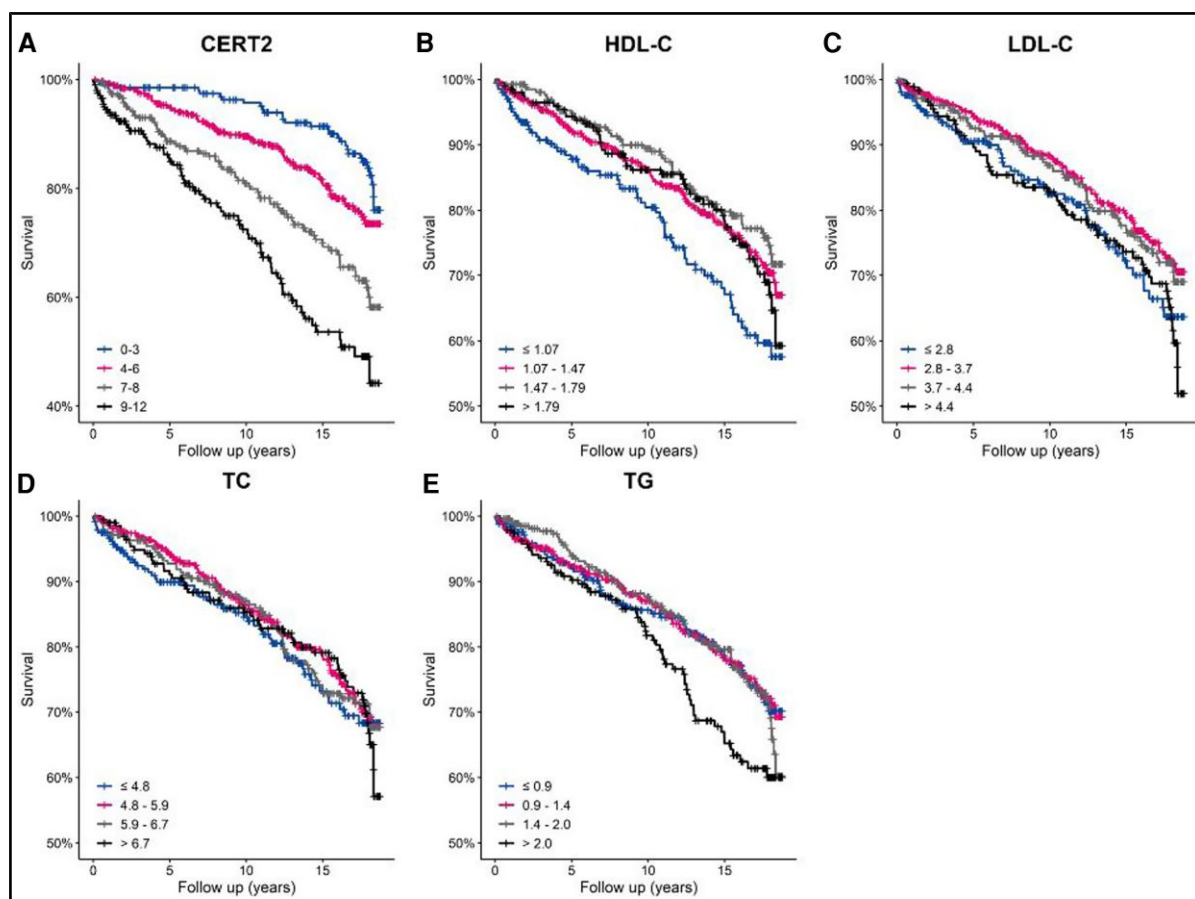 A CERT2
100%
80%
60%
40%
Survival
0 5 10 15
Follow up (years)
0-3
4-6
7-8
9-12
B HDL-C
100%
90%
80%
70%
60%
50%
Survival
0 5 10 15
Follow up (years)
≤ 1.07
1.07 - 1.47
1.47 - 1.79
> 1.79
C LDL-C
100%
90%
80%
70%
60%
50%
Survival
0 5 10 15
Follow up (years)
≤ 2.8
2.8 - 3.7
3.7 - 4.4
> 4.4
D TC
100%
90%
80%
70%
60%
50%
Survival
0 5 10 15
Follow up (years)
≤ 4.8
4.8 - 5.9
5.9 - 6.7
> 6.7
E TG
100%
90%
80%
70%
60%
50%
Survival
0 5 10 15
Follow up (years)
≤ 0.9
0.9 - 1.4
1.4 - 2.0
> 2.0